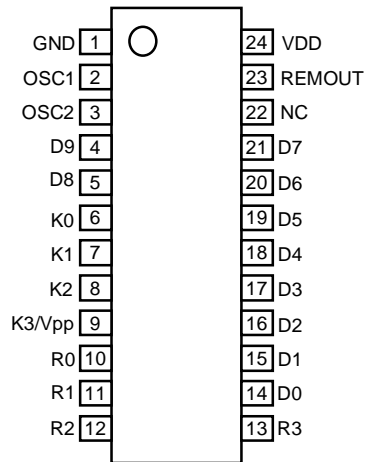 GND 1 24 VDD
OSC1 2 23 REMOUT
OSC2 3 22 NC
D9 4 21 D7
D8 5 20 D6
K0 6 19 D5
K1 7 18 D4
K2 8 17 D3
K3/Vpp 9 16 D2
R0 10 15 D1
R1 11 14 D0
R2 12 13 R3